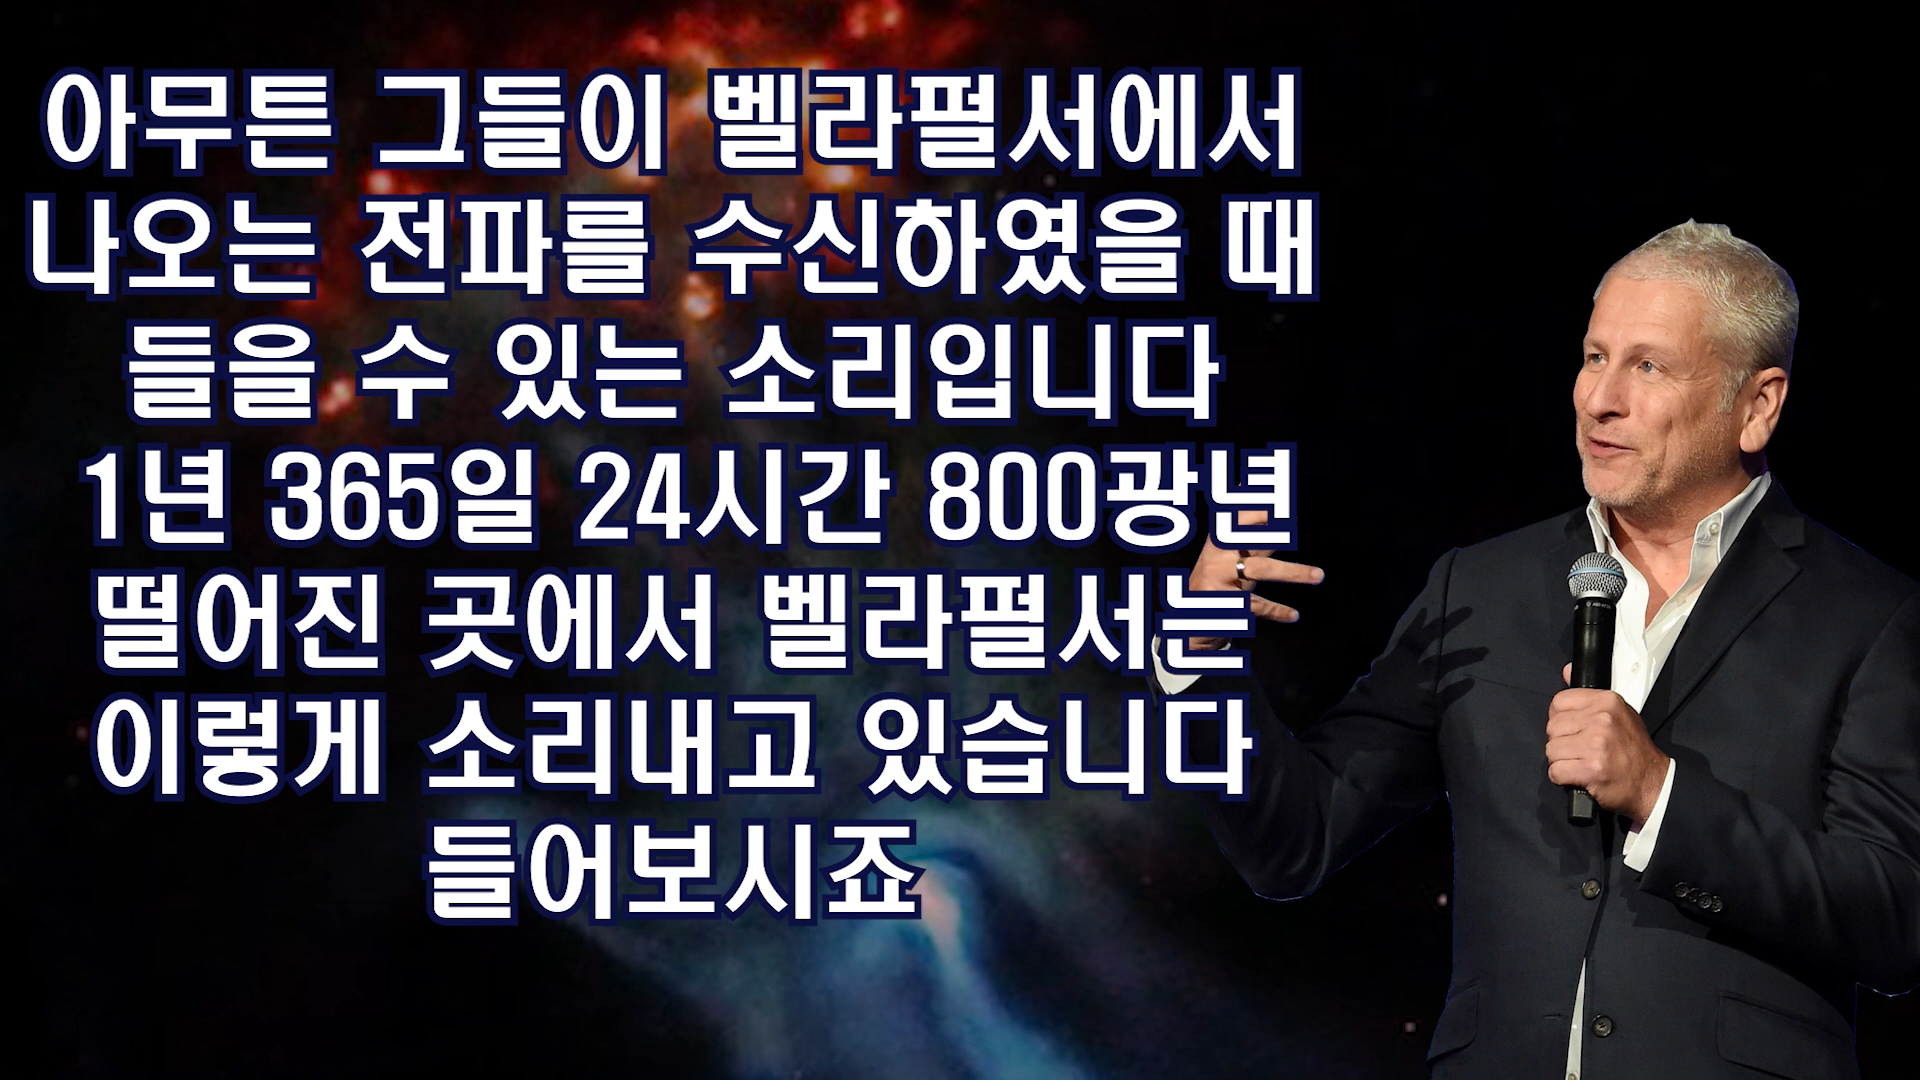 아무튼 그들이 벨라펄서에서
나오는 전파를 수신하였을 때
들을 수 있는 소리입니다
1년 365일 24시간 800광년
떨어진 곳에서 벨라펄서는
이렇게 소리내고 있습니다
들어보시죠